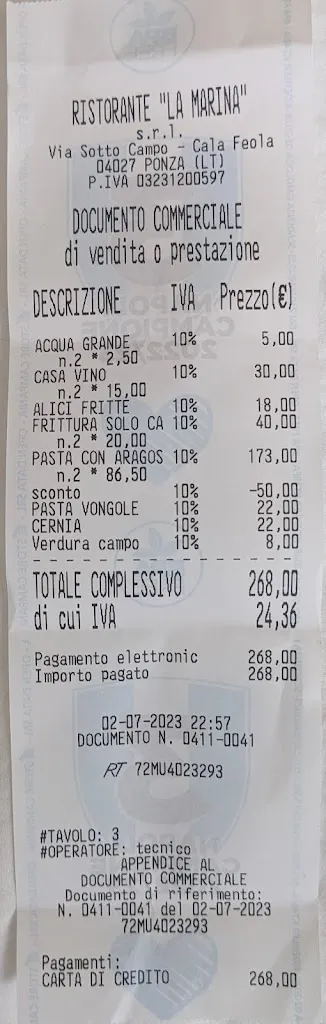 RISTORANTE "LA MARINA"
s.r.l.
Via Sotto Campo - Cala Feola
04027 PONZA (LT)
P.IVA 03231200597
DOCUMENTO COMMERCIALE
di vendita o prestazione
DESCRIZIONE IVA Prezzo(€)
ACQUA GRANDE 10% 5,00
n.2 * 2,50
CASA VINO 10% 30,00
n.2 * 15,00
ALICI FRITTE 10% 18,00
FRITTURA SOLO CA 10% 40,00
n.2 * 20,00
PASTA CON ARAGOS 10% 173,00
n.2 * 86,50
sconto 10% -50,00
PASTA VONGOLE 10% 22,00
CERNIA 10% 22,00
Verdura campo 10% 8,00
TOTALE COMPLESSIVO 268,00
di cui IVA 24,36
Pagamento elettronic 268,00
Importo pagato 268,00
02-07-2023 22:57
DOCUMENTO N. 0411-0041
RT 72MU4023293
#TAVOLO: 3
#OPERATORE: tecnico
APPENDICE AL
DOCUMENTO COMMERCIALE
Documento di riferimento:
N. 0411-0041 del 02-07-2023
72MU4023293
Pagamenti:
CARTA DI CREDITO 268,00